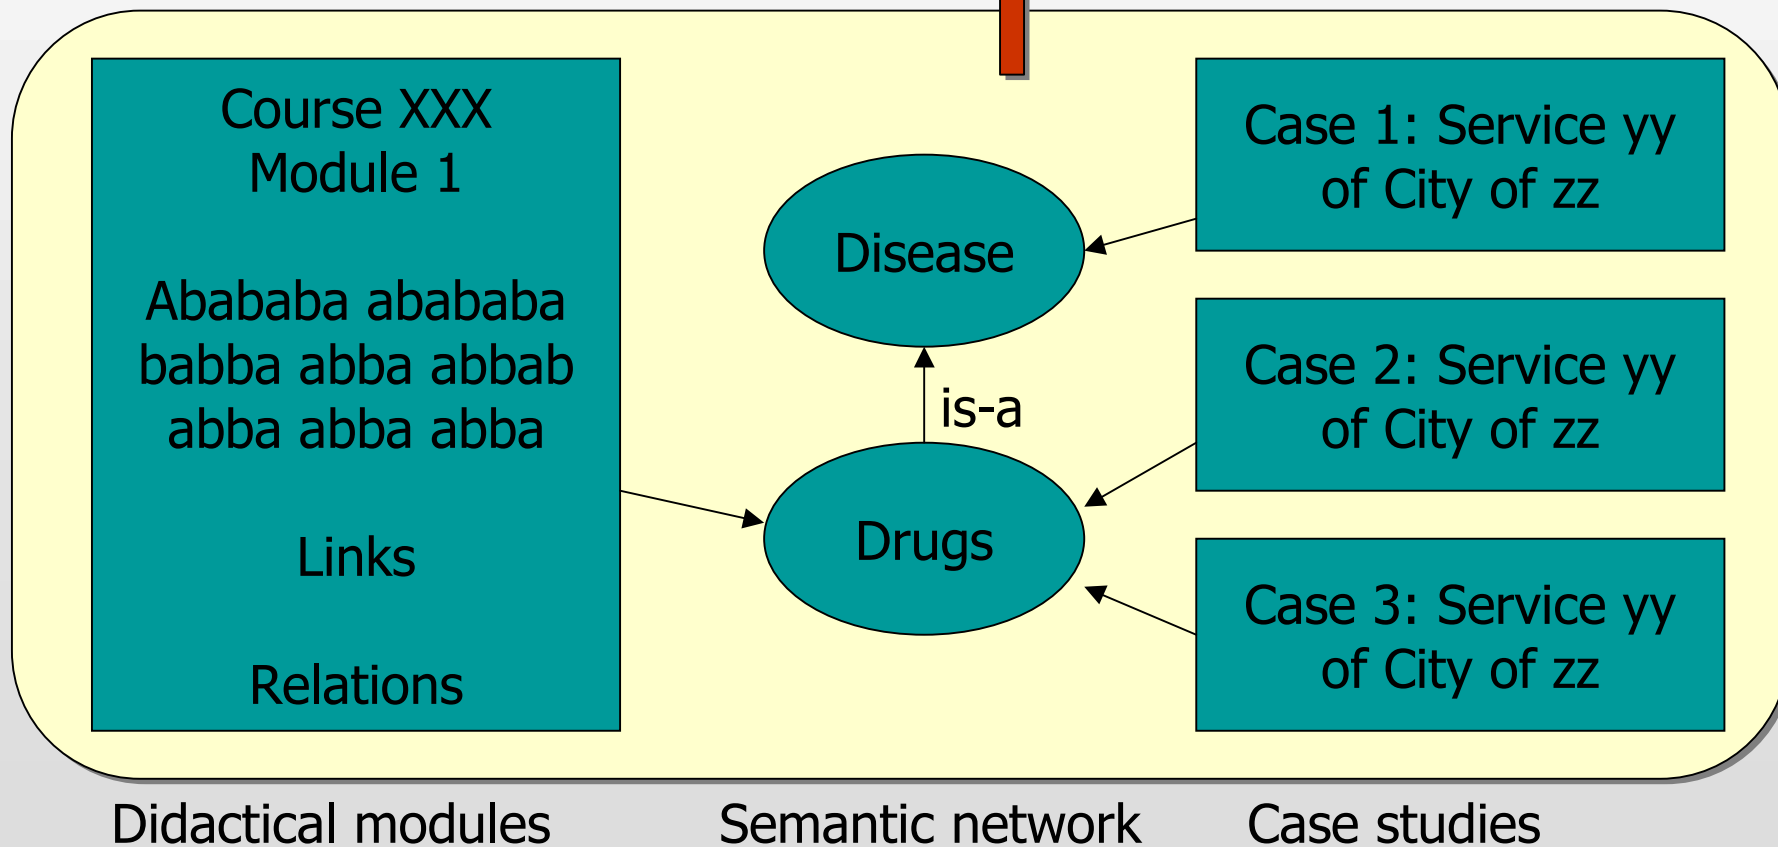 Course XXX
Module 1
Abababa abababa
babba abba abbab
abba abba abba
Links
Relations
Disease
is-a
Drugs
Case 1: Service yy
of City of zz
Case 2: Service yy
of City of zz
Case 3: Service yy
of City of zz
Didactical modules
Semantic network
Case studies